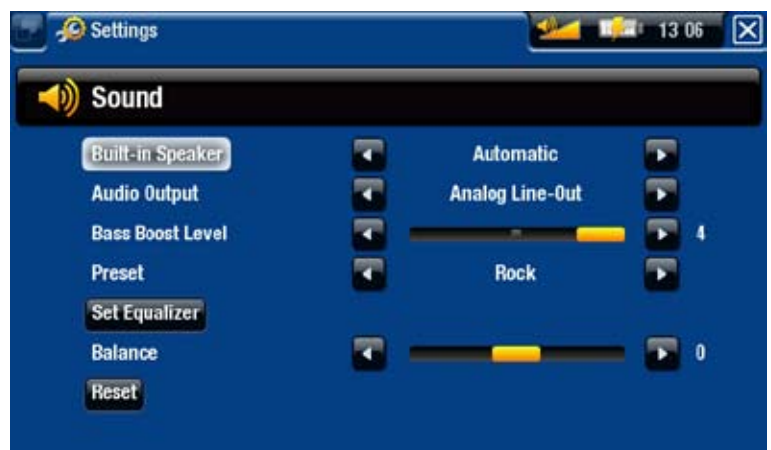 Settings 13 06
Sound
Built-in Speaker Automatic
Audio Output Analog Line-Out
Bass Boost Level 4
Preset Rock
Set Equalizer
Balance 0
Reset